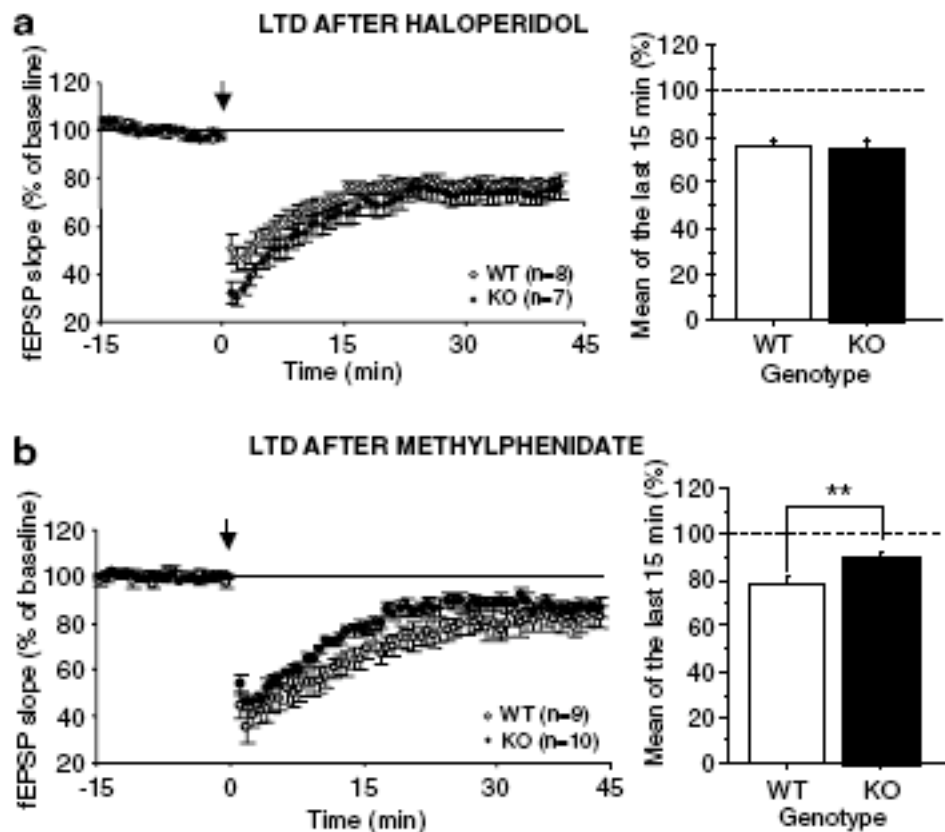 a
LTD AFTER HALOPERIDOL
fEPSP slope (% of baseline)
120
100
80
60
40
20
-15
0
15
30
45
Time (min)
WT (n=8)
KO (n=7)
Mean of the last 15 min (%)
120
100
80
60
40
20
0
WT
KO
Genotype
b
LTD AFTER METHYLPHENIDATE
fEPSP slope (% of baseline)
120
100
80
60
40
20
-15
0
15
30
45
Time (min)
WT (n=9)
KO (n=10)
Mean of the last 15 min (%)
120
100
80
60
40
20
0
**
WT
KO
Genotype